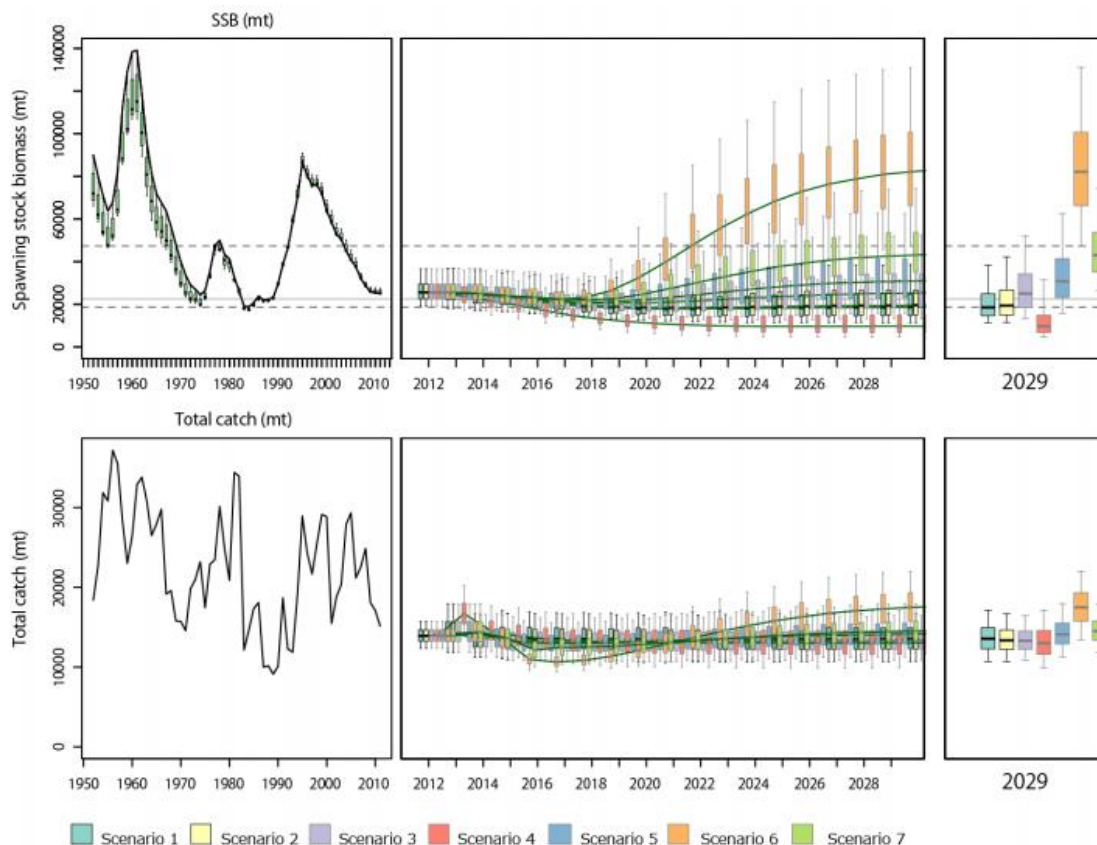 SSB (mt)
Spawning stock biomass (mt)
140000
100000
60000
20000
0
1950 1960 1970 1980 1990 2000 2010
2012 2014 2016 2018 2020 2022 2024 2026 2028
2029
Total catch (mt)
Total catch (mt)
30000
20000
10000
0
1950 1960 1970 1980 1990 2000 2010
2012 2014 2016 2018 2020 2022 2024 2026 2028
2029
Scenario 1 Scenario 2 Scenario 3 Scenario 4 Scenario 5 Scenario 6 Scenario 7